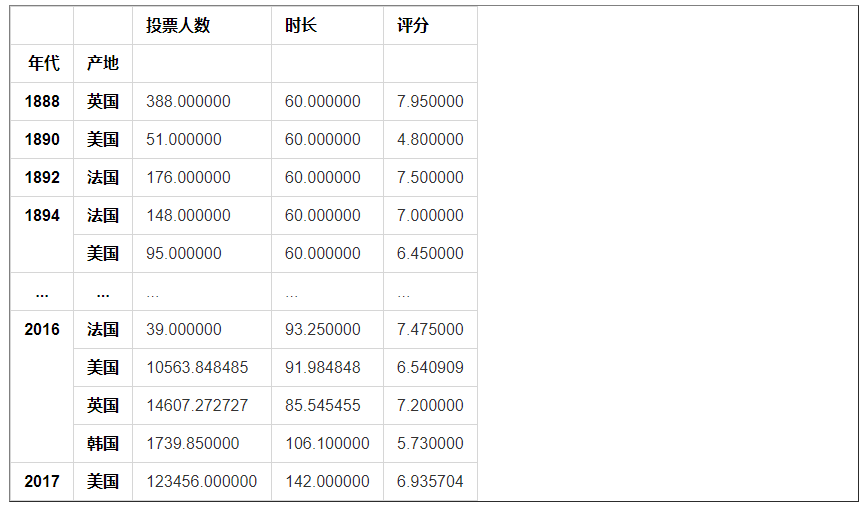 投票人数 时长 评分
年代 产地
1888 英国 388.000000 60.000000 7.950000
1890 美国 51.000000 60.000000 4.800000
1892 法国 176.000000 60.000000 7.500000
1894 法国 148.000000 60.000000 7.000000
美国 95.000000 60.000000 6.450000
... ... ... ... ...
2016 法国 39.000000 93.250000 7.475000
美国 10563.848485 91.984848 6.540909
英国 14607.272727 85.545455 7.200000
韩国 1739.850000 106.100000 5.730000
2017 美国 123456.000000 142.000000 6.935704